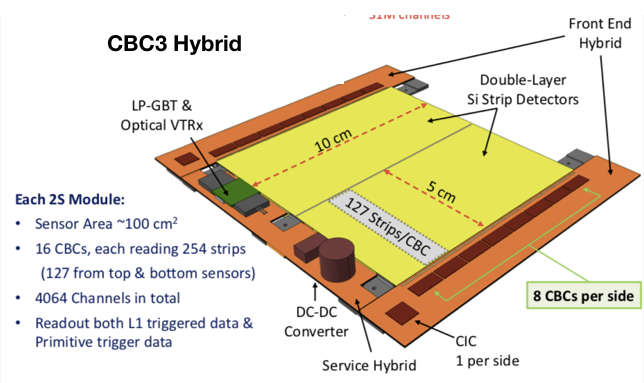 31M channels
CBC3 Hybrid
Front End
Hybrid
Double-Layer
Si Strip Detectors
LP-GBT &
Optical VTRx
10 cm
5 cm
127 Strips/CBC
Each 2S Module:
• Sensor Area ~100 cm²
• 16 CBCs, each reading 254 strips
(127 from top & bottom sensors)
• 4064 Channels in total
• Readout both L1 triggered data &
Primitive trigger data
8 CBCs per side
DC-DC
Converter
Service Hybrid
CIC
1 per side